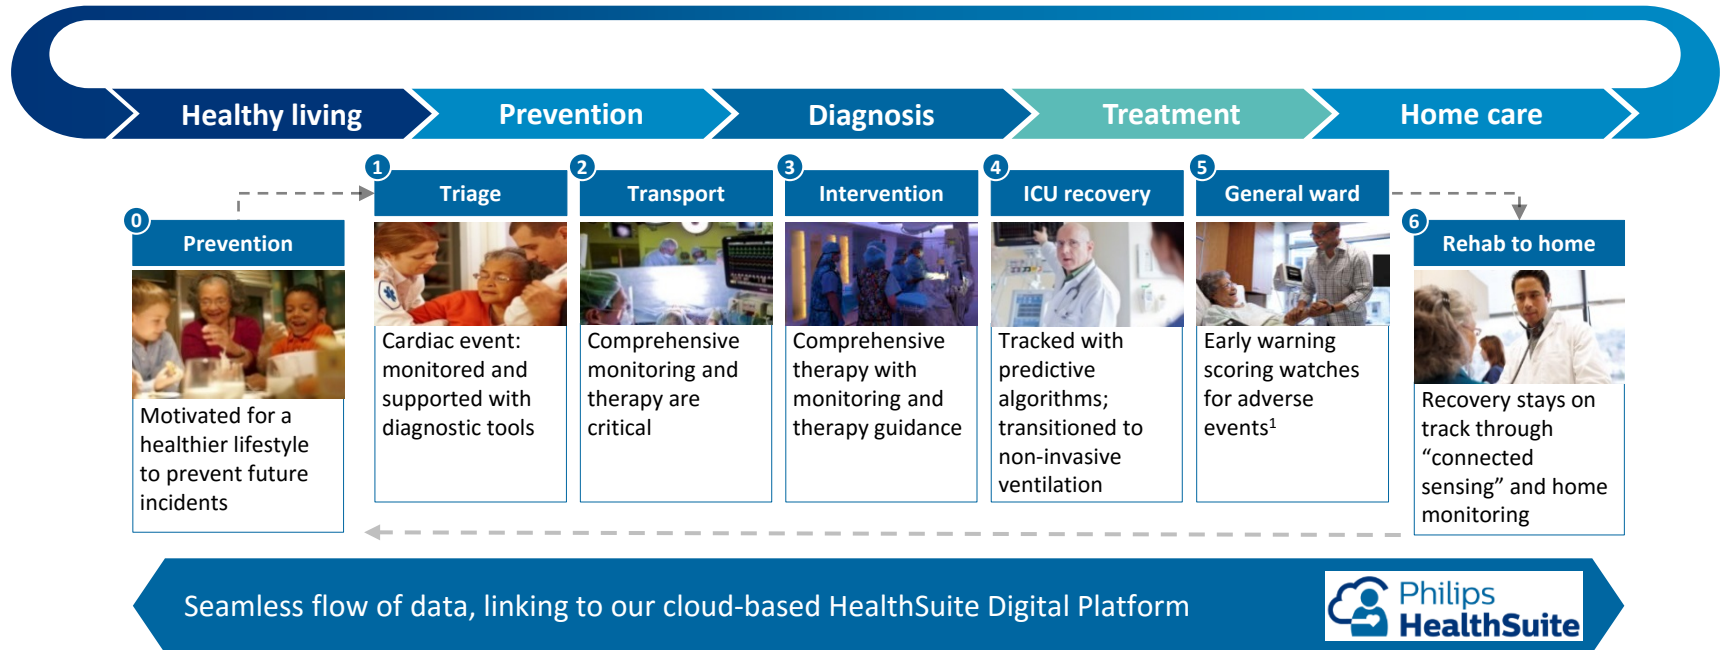 Healthy living
Prevention
Diagnosis
Treatment
Home care
0
Prevention
Motivated for a
healthier lifestyle
to prevent future
incidents
1
Triage
Cardiac event:
monitored and
supported with
diagnostic tools
2
Transport
Comprehensive
monitoring and
therapy are
critical
3
Intervention
Comprehensive
therapy with
monitoring and
therapy guidance
4
ICU recovery
Tracked with
predictive
algorithms;
transitioned to
non-invasive
ventilation
5
General ward
Early warning
scoring watches
for adverse
events¹
6
Rehab to home
Recovery stays on
track through
“connected
sensing” and home
monitoring
Seamless flow of data, linking to our cloud-based HealthSuite Digital Platform
Philips
HealthSuite